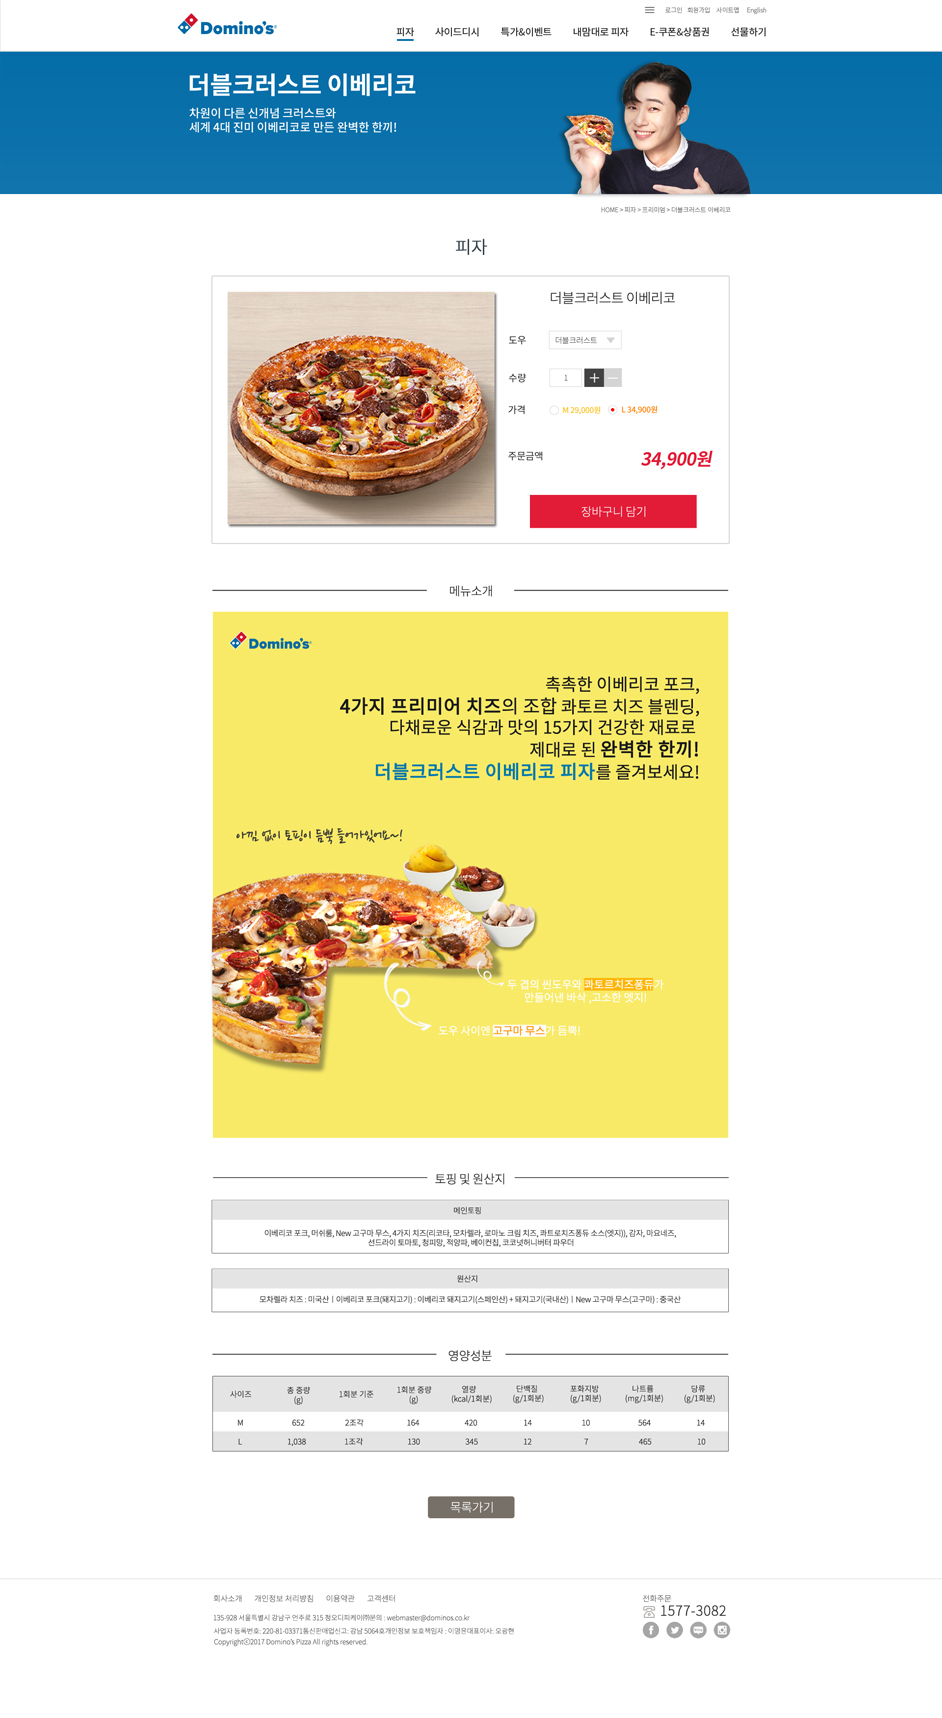 로그인 회원가입 사이트맵 English
Domino's
피자 사이드디시 특가&이벤트 내맘대로 피자 E-쿠폰&상품권 선물하기
더블크러스트 이베리코
차원이 다른 신개념 크러스트와
세계 4대 진미 이베리코로 만든 완벽한 한끼!
HOME > 피자 > 프리미엄 > 더블크러스트 이베리코
피자
더블크러스트 이베리코
도우 더블크러스트
수량 1 + −
가격 M 29,000원 L 34,900원
주문금액 34,900원
장바구니 담기
메뉴소개
Domino's
촉촉한 이베리코 포크,
4가지 프리미어 치즈의 조합 콰토르 치즈 블렌딩,
다채로운 식감과 맛의 15가지 건강한 재료로
제대로 된 완벽한 한끼!
더블크러스트 이베리코 피자를 즐겨보세요!
아낌 없이 토핑이 듬뿍 들어가있어요~!
두 겹의 씬도우와 콰토르치즈퐁듀가
만들어낸 바삭 ,고소한 엣지!
도우 사이엔 고구마 무스가 듬뿍!
토핑 및 원산지
메인토핑
이베리코 포크, 머쉬룸, New 고구마 무스, 4가지 치즈(리코타, 모차렐라, 로마노 크림 치즈, 콰트로치즈퐁듀 소스(엣지)), 감자, 마요네즈,
선드라이 토마토, 청피망, 적양파, 베이컨칩, 코코넛허니버터 파우더
원산지
모차렐라 치즈 : 미국산 | 이베리코 포크(돼지고기) : 이베리코 돼지고기(스페인산) + 돼지고기(국내산) | New 고구마 무스(고구마) : 중국산
영양성분
사이즈 총 중량 (g) 1회분 기준 1회분 중량 (g) 열량 (kcal/1회분) 단백질 (g/1회분) 포화지방 (g/1회분) 나트륨 (mg/1회분) 당류 (g/1회분)
M 652 2조각 164 420 14 10 564 14
L 1,038 1조각 130 345 12 7 465 10
목록가기
회사소개 개인정보 처리방침 이용약관 고객센터
전화주문
1577-3082
135-928 서울특별시 강남구 언주로 315 청오디피케이㈜문의 : webmaster@dominos.co.kr
사업자 등록번호: 220-81-03371통신판매업신고: 강남 5064호개인정보 보호책임자 : 이영윤대표이사: 오광현
Copyrightⓒ2017 Domino's Pizza All rights reserved.